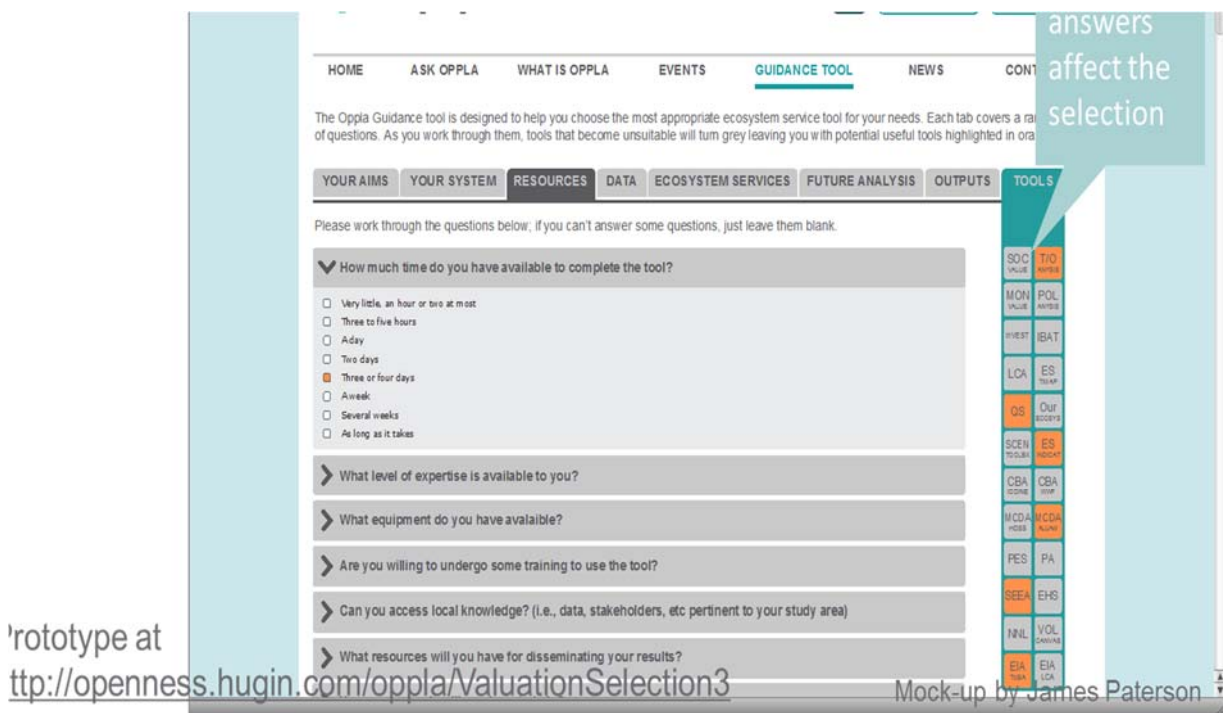 answers
affect the
selection
HOME ASK OPPLA WHAT IS OPPLA EVENTS GUIDANCE TOOL NEWS CONT
The Oppla Guidance tool is designed to help you choose the most appropriate ecosystem service tool for your needs. Each tab covers a ra
of questions. As you work through them, tools that become unsuitable will turn grey leaving you with potential useful tools highlighted in ora
YOUR AIMS YOUR SYSTEM RESOURCES DATA ECOSYSTEM SERVICES FUTURE ANALYSIS OUTPUTS TOOLS
Please work through the questions below; if you can't answer some questions, just leave them blank.
How much time do you have available to complete the tool?
Very little, an hour or two at most
Three to five hours
A day
Two days
Three or four days
A week
Several weeks
As long as it takes
What level of expertise is available to you?
What equipment do you have avalaible?
Are you willing to undergo some training to use the tool?
Can you access local knowledge? (i.e., data, stakeholders, etc pertinent to your study area)
What resources will you have for disseminating your results?
SOC VALUE T/O
MON VALUE POL
INVEST IBAT
LCA ES
QS Our
SCEN ES
CBA CBA
MCDA MCDA
PES PA
SEEA EHS
NNL VOL CANVAS
EIA EIA LCA
rototype at
ttp://openness.hugin.com/oppla/ValuationSelection3
Mock-up by James Paterson